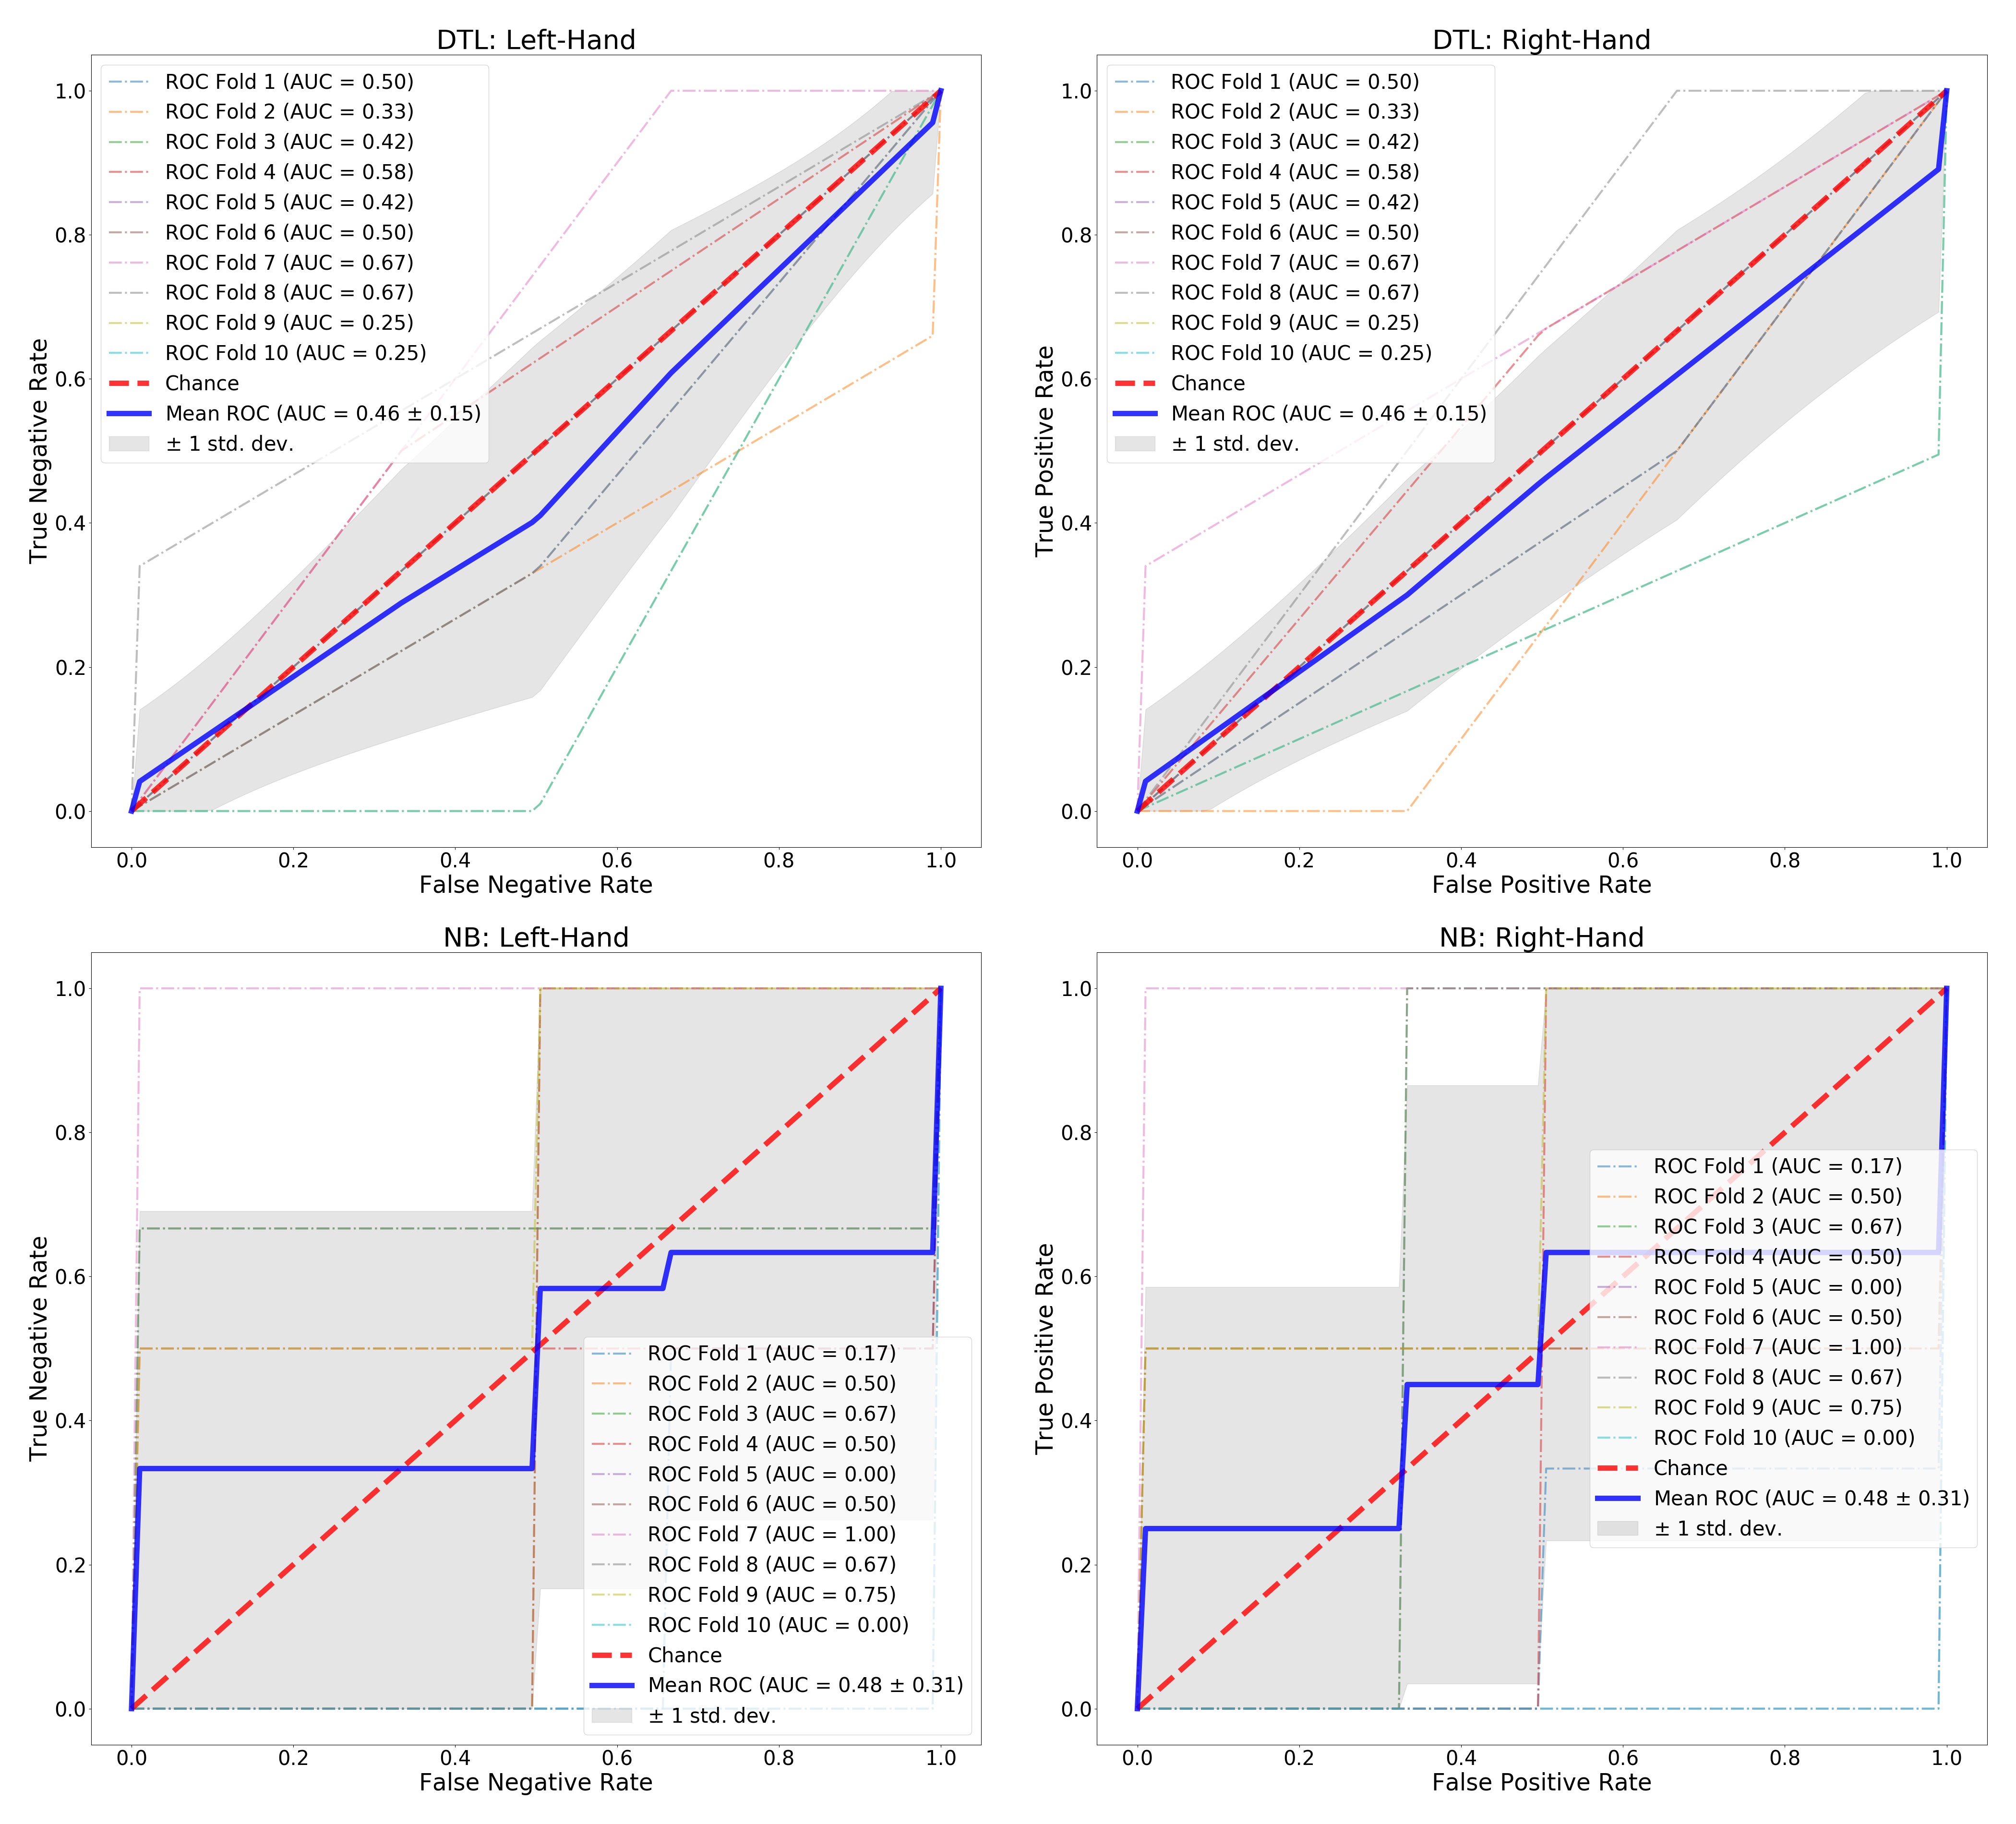 DTL: Left-Hand
True Negative Rate
1.0
0.8
0.6
0.4
0.2
0.0
ROC Fold 1 (AUC = 0.50)
ROC Fold 2 (AUC = 0.33)
ROC Fold 3 (AUC = 0.42)
ROC Fold 4 (AUC = 0.58)
ROC Fold 5 (AUC = 0.42)
ROC Fold 6 (AUC = 0.50)
ROC Fold 7 (AUC = 0.67)
ROC Fold 8 (AUC = 0.67)
ROC Fold 9 (AUC = 0.25)
ROC Fold 10 (AUC = 0.25)
Chance
Mean ROC (AUC = 0.46 ± 0.15)
± 1 std. dev.
0.0 0.2 0.4 0.6 0.8 1.0
False Negative Rate
DTL: Right-Hand
True Positive Rate
1.0
0.8
0.6
0.4
0.2
0.0
ROC Fold 1 (AUC = 0.50)
ROC Fold 2 (AUC = 0.33)
ROC Fold 3 (AUC = 0.42)
ROC Fold 4 (AUC = 0.58)
ROC Fold 5 (AUC = 0.42)
ROC Fold 6 (AUC = 0.50)
ROC Fold 7 (AUC = 0.67)
ROC Fold 8 (AUC = 0.67)
ROC Fold 9 (AUC = 0.25)
ROC Fold 10 (AUC = 0.25)
Chance
Mean ROC (AUC = 0.46 ± 0.15)
± 1 std. dev.
0.0 0.2 0.4 0.6 0.8 1.0
False Positive Rate
NB: Left-Hand
True Negative Rate
1.0
0.8
0.6
0.4
0.2
0.0
ROC Fold 1 (AUC = 0.17)
ROC Fold 2 (AUC = 0.50)
ROC Fold 3 (AUC = 0.67)
ROC Fold 4 (AUC = 0.50)
ROC Fold 5 (AUC = 0.00)
ROC Fold 6 (AUC = 0.50)
ROC Fold 7 (AUC = 1.00)
ROC Fold 8 (AUC = 0.67)
ROC Fold 9 (AUC = 0.75)
ROC Fold 10 (AUC = 0.00)
Chance
Mean ROC (AUC = 0.48 ± 0.31)
± 1 std. dev.
0.0 0.2 0.4 0.6 0.8 1.0
False Negative Rate
NB: Right-Hand
True Positive Rate
1.0
0.8
0.6
0.4
0.2
0.0
ROC Fold 1 (AUC = 0.17)
ROC Fold 2 (AUC = 0.50)
ROC Fold 3 (AUC = 0.67)
ROC Fold 4 (AUC = 0.50)
ROC Fold 5 (AUC = 0.00)
ROC Fold 6 (AUC = 0.50)
ROC Fold 7 (AUC = 1.00)
ROC Fold 8 (AUC = 0.67)
ROC Fold 9 (AUC = 0.75)
ROC Fold 10 (AUC = 0.00)
Chance
Mean ROC (AUC = 0.48 ± 0.31)
± 1 std. dev.
0.0 0.2 0.4 0.6 0.8 1.0
False Positive Rate